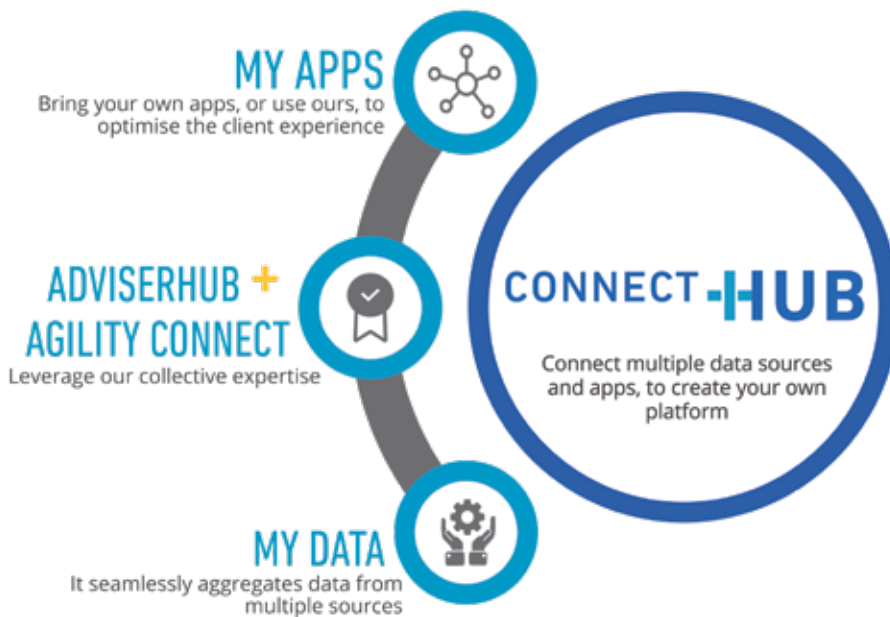 MY APPS
Bring your own apps, or use ours, to
optimise the client experience
ADVISERHUB +
AGILITY CONNECT
Leverage our collective expertise
MY DATA
It seamlessly aggregates data from
multiple sources
CONNECT HUB
Connect multiple data sources
and apps, to create your own
platform